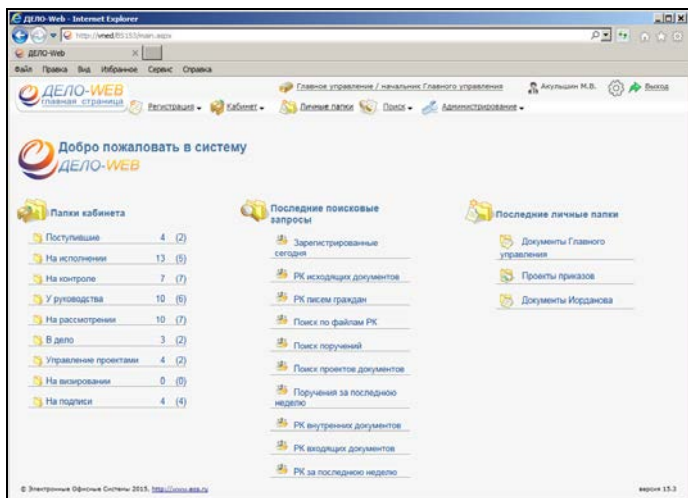 ДЕЛО-Web - Internet Explorer
ДЕЛО-Web
Файл Правка Вид Избранное Сервис Справка
ДЕЛО-WEB
главная страница
Главное управление / начальник Главного управления
Акульшин М.В.
Выход
Регистрация
Кабинет
Личные папки
Поиск
Администрирование
Добро пожаловать в систему
ДЕЛО-WEB
Папки кабинета
Поступившие 4 (2)
На исполнении 13 (5)
На контроле 7 (7)
У руководства 10 (6)
На рассмотрении 10 (7)
В дело 3 (2)
Управление проектами 4 (2)
На визировании 0 (0)
На подписи 4 (4)
Последние поисковые
запросы
Зарегистрированные
сегодня
РК исходящих документов
РК писем граждан
Поиск по файлам РК
Поиск поручений
Поиск проектов документов
Поручения за последнюю
неделю
РК внутренних документов
РК входящих документов
РК за последнюю неделю
Последние личные папки
Документы Главного
управления
Проекты приказов
Документы Иорданова
© Электронные Офисные Системы 2015, http://www.eos.ru
версия 15.3